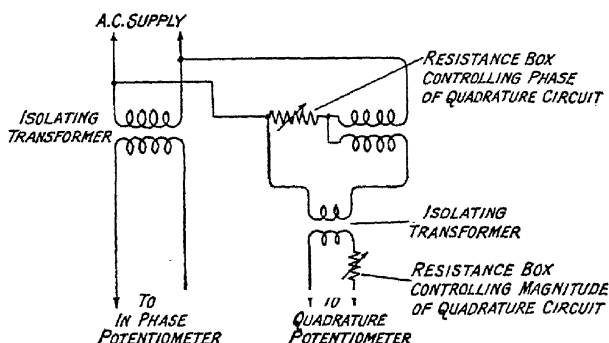 A.C. SUPPLY
RESISTANCE BOX
CONTROLLING PHASE
OF QUADRATURE CIRCUIT
ISOLATING
TRANSFORMER
ISOLATING
TRANSFORMER
RESISTANCE BOX
CONTROLLING MAGNITUDE
OF QUADRATURE CIRCUIT
TO
IN PHASE
POTENTIOMETER
TO
QUADRATURE
POTENTIOMETER